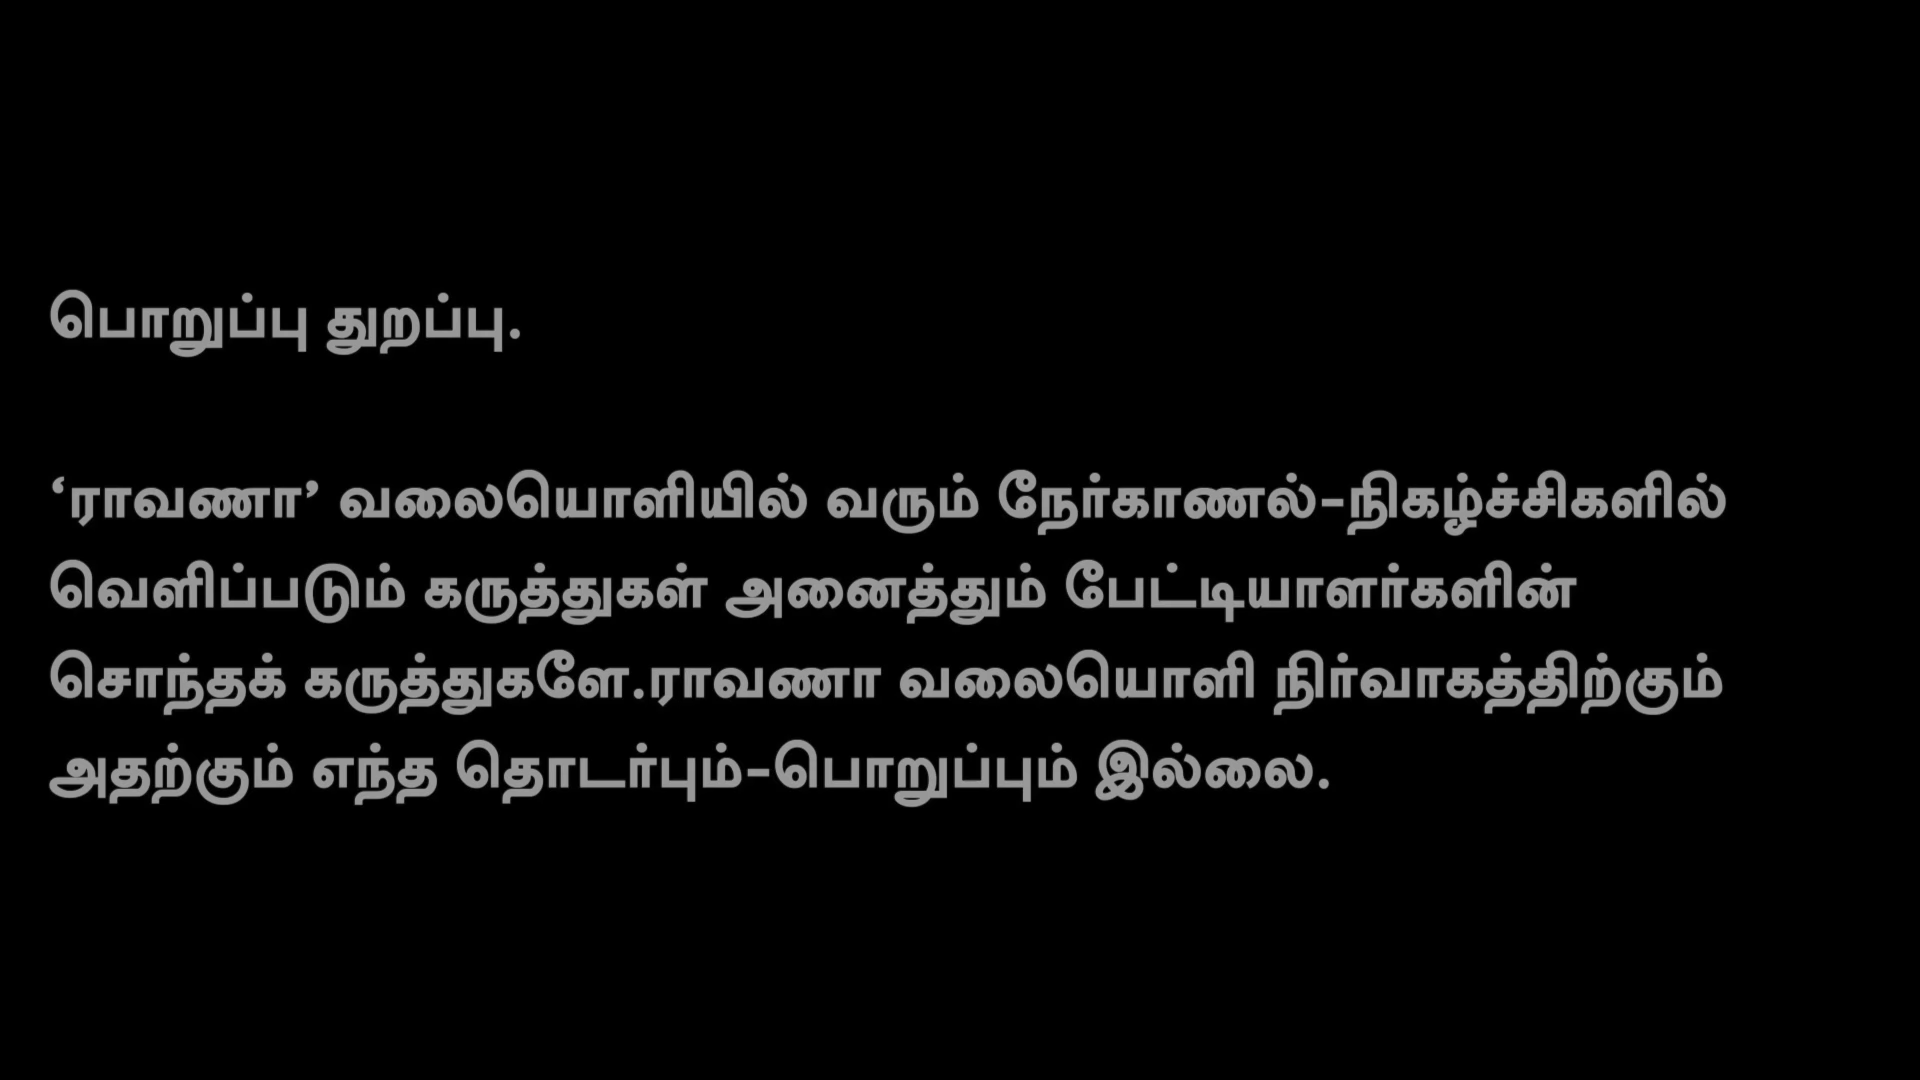 பொறுப்பு துறப்பு.
‘ராவணா’ வலையொளியில் வரும் நேர்காணல்-நிகழ்ச்சிகளில்
வெளிப்படும் கருத்துகள் அனைத்தும் பேட்டியாளர்களின்
சொந்தக் கருத்துகளே.ராவணா வலையொளி நிர்வாகத்திற்கும்
அதற்கும் எந்த தொடர்பும்-பொறுப்பும் இல்லை.